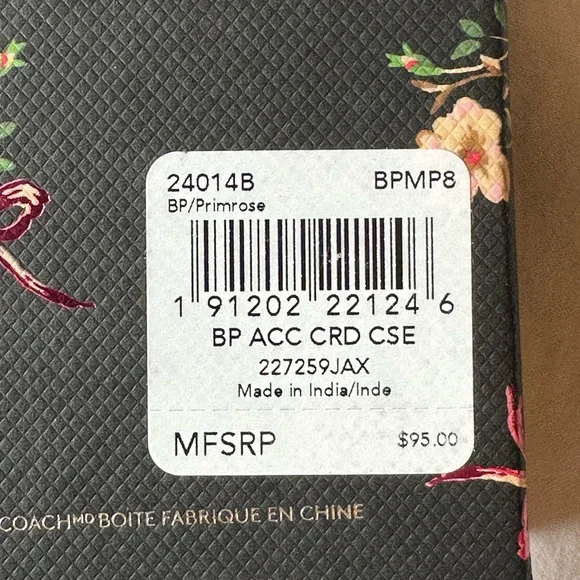 24014B BPMP8
BP/Primrose
1 91202 22124 6
BP ACC CRD CSE
227259JAX
Made in India/Inde
MFSRP $95.00
COACHMD BOITE FABRIQUE EN CHINE